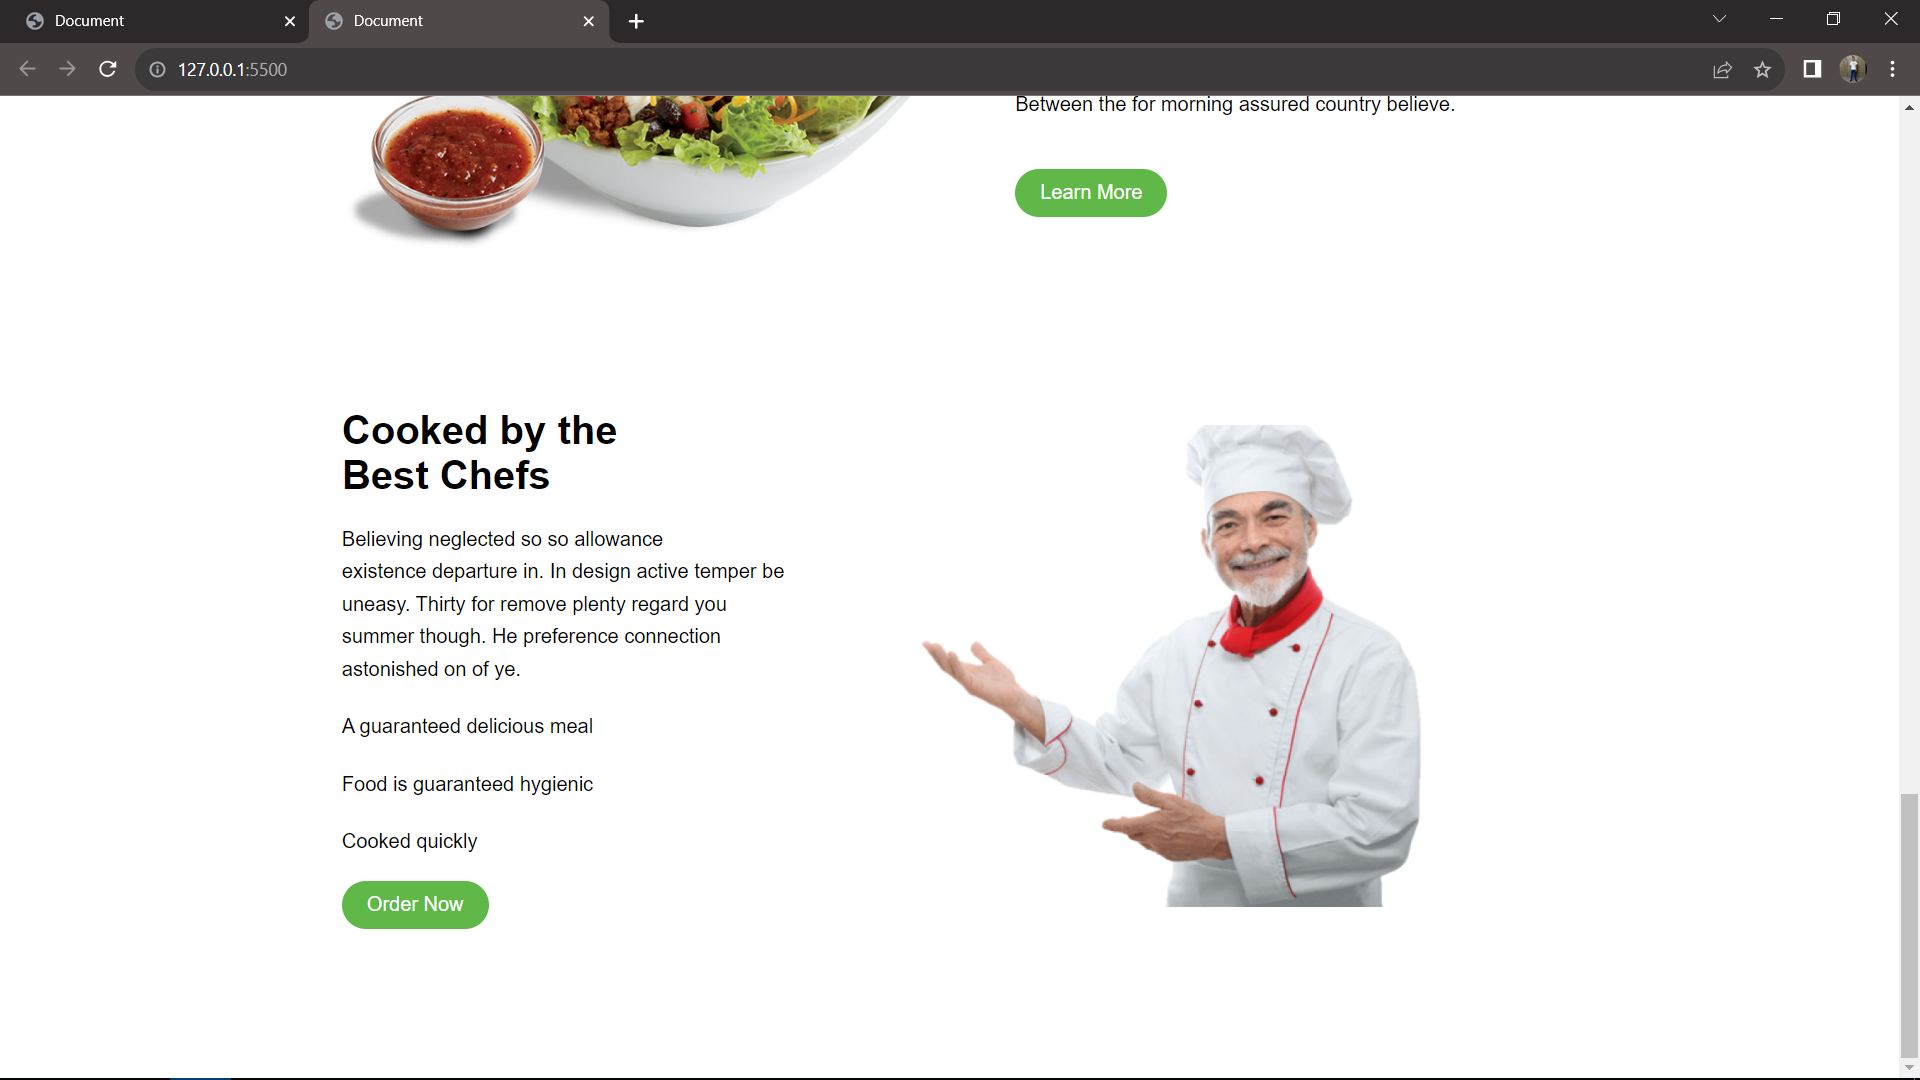 Document
Document
127.0.0.1:5500
Between the for morning assured country believe.
Learn More
Cooked by the
Best Chefs
Believing neglected so so allowance
existence departure in. In design active temper be
uneasy. Thirty for remove plenty regard you
summer though. He preference connection
astonished on of ye.
A guaranteed delicious meal
Food is guaranteed hygienic
Cooked quickly
Order Now